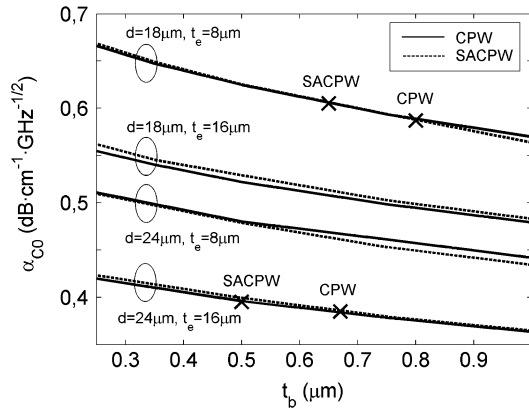 d=18μm, t_e=8μm
CPW
SACPW
SACPW
CPW
d=18μm, t_e=16μm
d=24μm, t_e=8μm
SACPW
CPW
d=24μm, t_e=16μm
0,7
0,6
0,5
0,4
α_C0 (dB·cm^-1·GHz^-1/2)
0.3 0.4 0.5 0.6 0.7 0.8 0.9
t_b (μm)